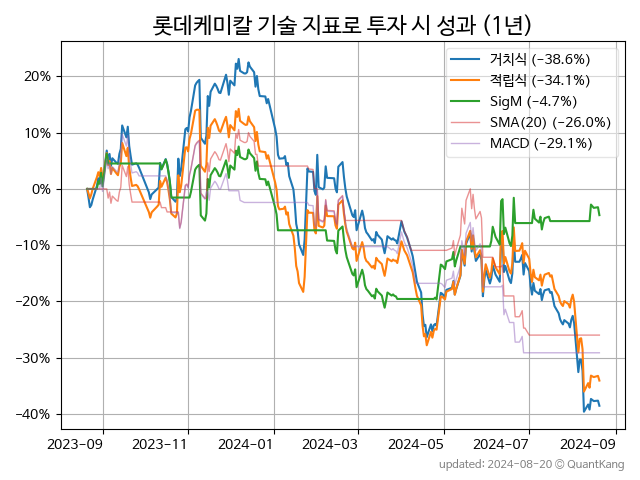 롯데케미칼 기술 지표로 투자 시 성과 (1년)
거치식 (−38.6%)
적립식 (−34.1%)
SigM (−4.7%)
SMA(20) (−26.0%)
MACD (−29.1%)
20%
10%
0%
−10%
−20%
−30%
−40%
2023-09 2023-11 2024-01 2024-03 2024-05 2024-07 2024-09
updated: 2024-08-20 © QuantKang